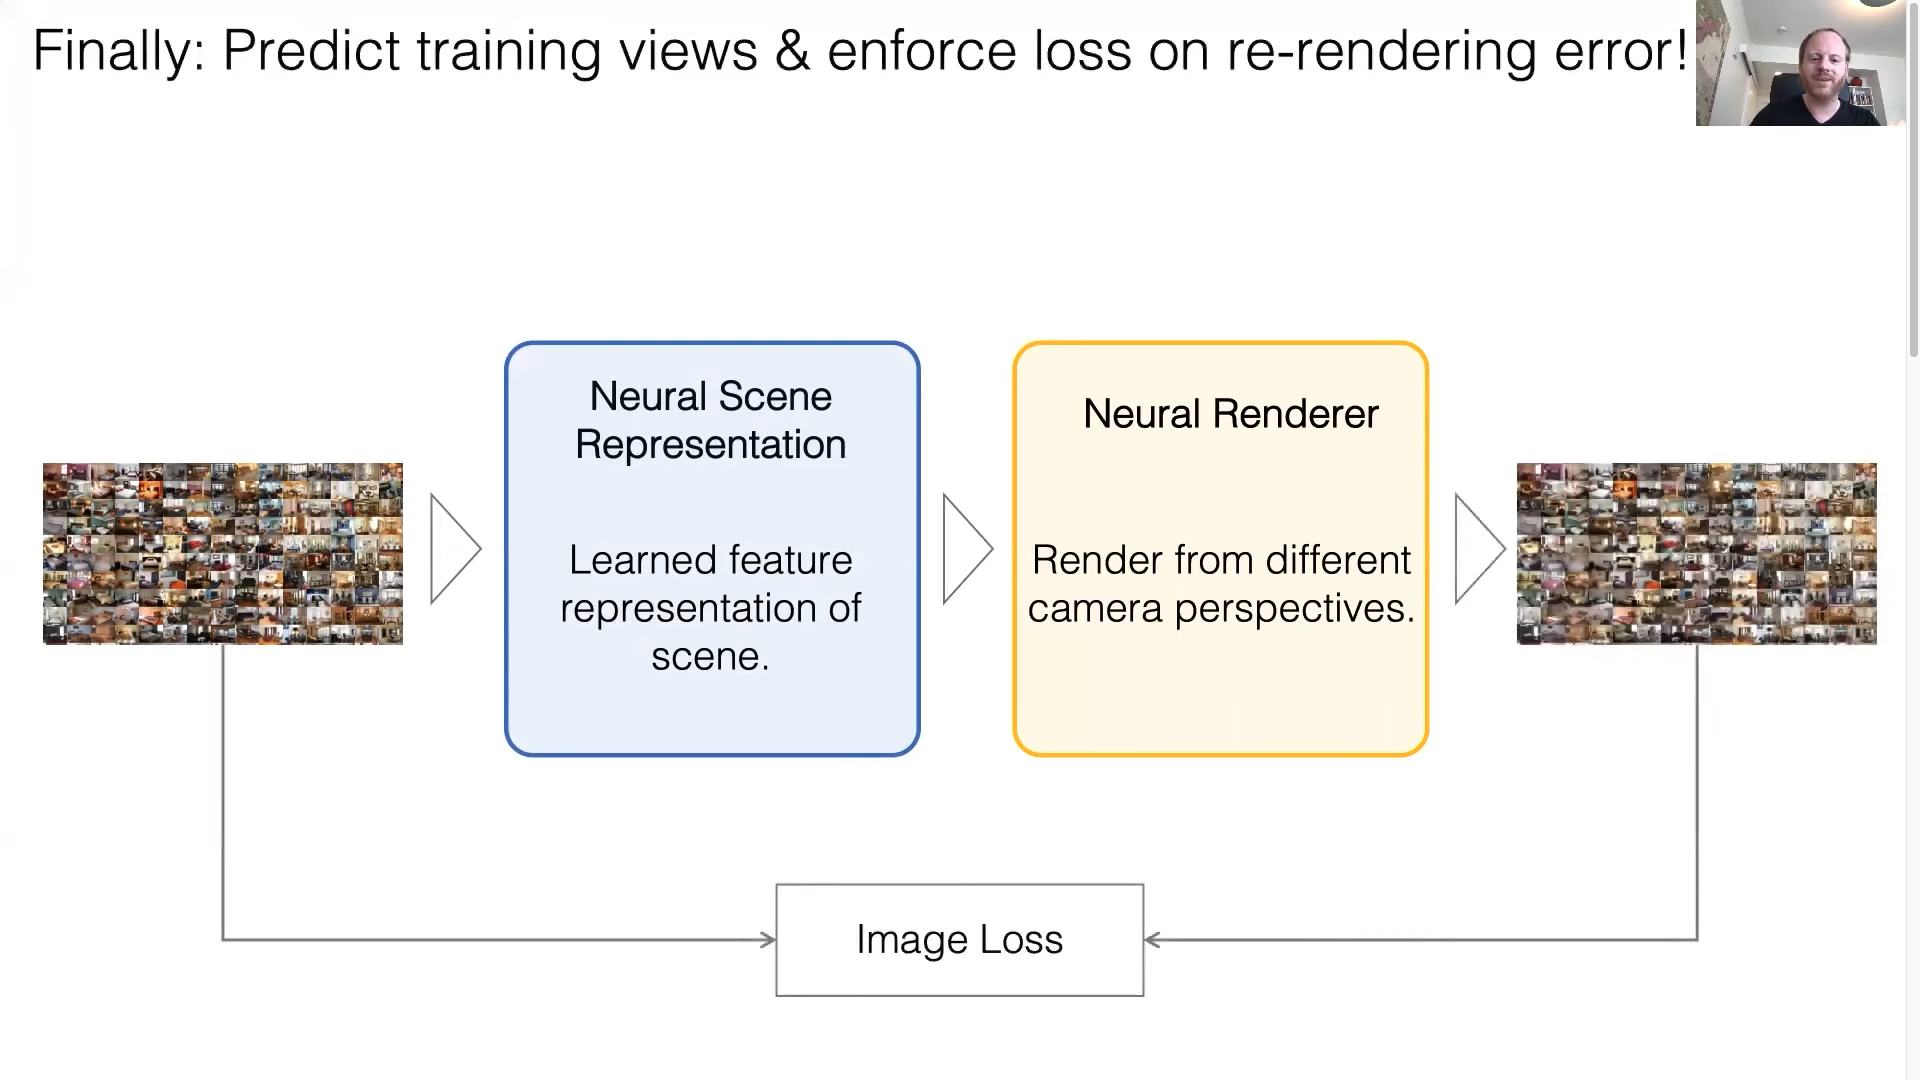 Finally: Predict training views & enforce loss on re-rendering error!
Neural Scene
Representation
Learned feature
representation of
scene.
Neural Renderer
Render from different
camera perspectives.
Image Loss